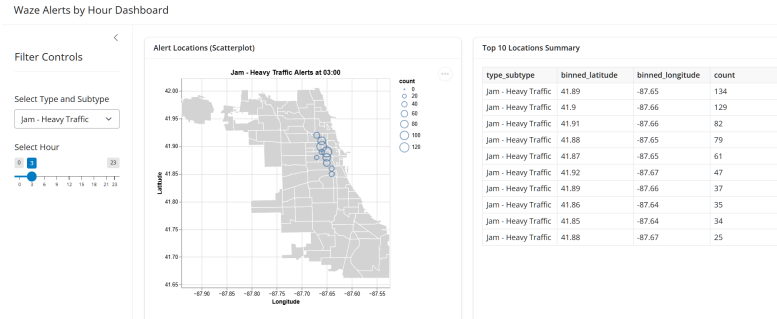 Waze Alerts by Hour Dashboard
Filter Controls
Select Type and Subtype
Jam - Heavy Traffic
Select Hour
0 3 23
0 3 6 9 12 15 18 21 23
Alert Locations (Scatterplot)
Jam - Heavy Traffic Alerts at 03:00
42.00
41.95
41.90
41.85
41.80
41.75
41.70
41.65
Latitude
−87.90 −87.85 −87.80 −87.75 −87.70 −87.65 −87.60 −87.55
Longitude
count
0
20
40
60
80
100
120
Top 10 Locations Summary
type_subtype binned_latitude binned_longitude count
Jam - Heavy Traffic 41.89 -87.65 134
Jam - Heavy Traffic 41.9 -87.66 129
Jam - Heavy Traffic 41.91 -87.66 82
Jam - Heavy Traffic 41.88 -87.65 79
Jam - Heavy Traffic 41.87 -87.65 61
Jam - Heavy Traffic 41.92 -87.67 47
Jam - Heavy Traffic 41.89 -87.66 37
Jam - Heavy Traffic 41.86 -87.64 35
Jam - Heavy Traffic 41.85 -87.64 34
Jam - Heavy Traffic 41.88 -87.67 25